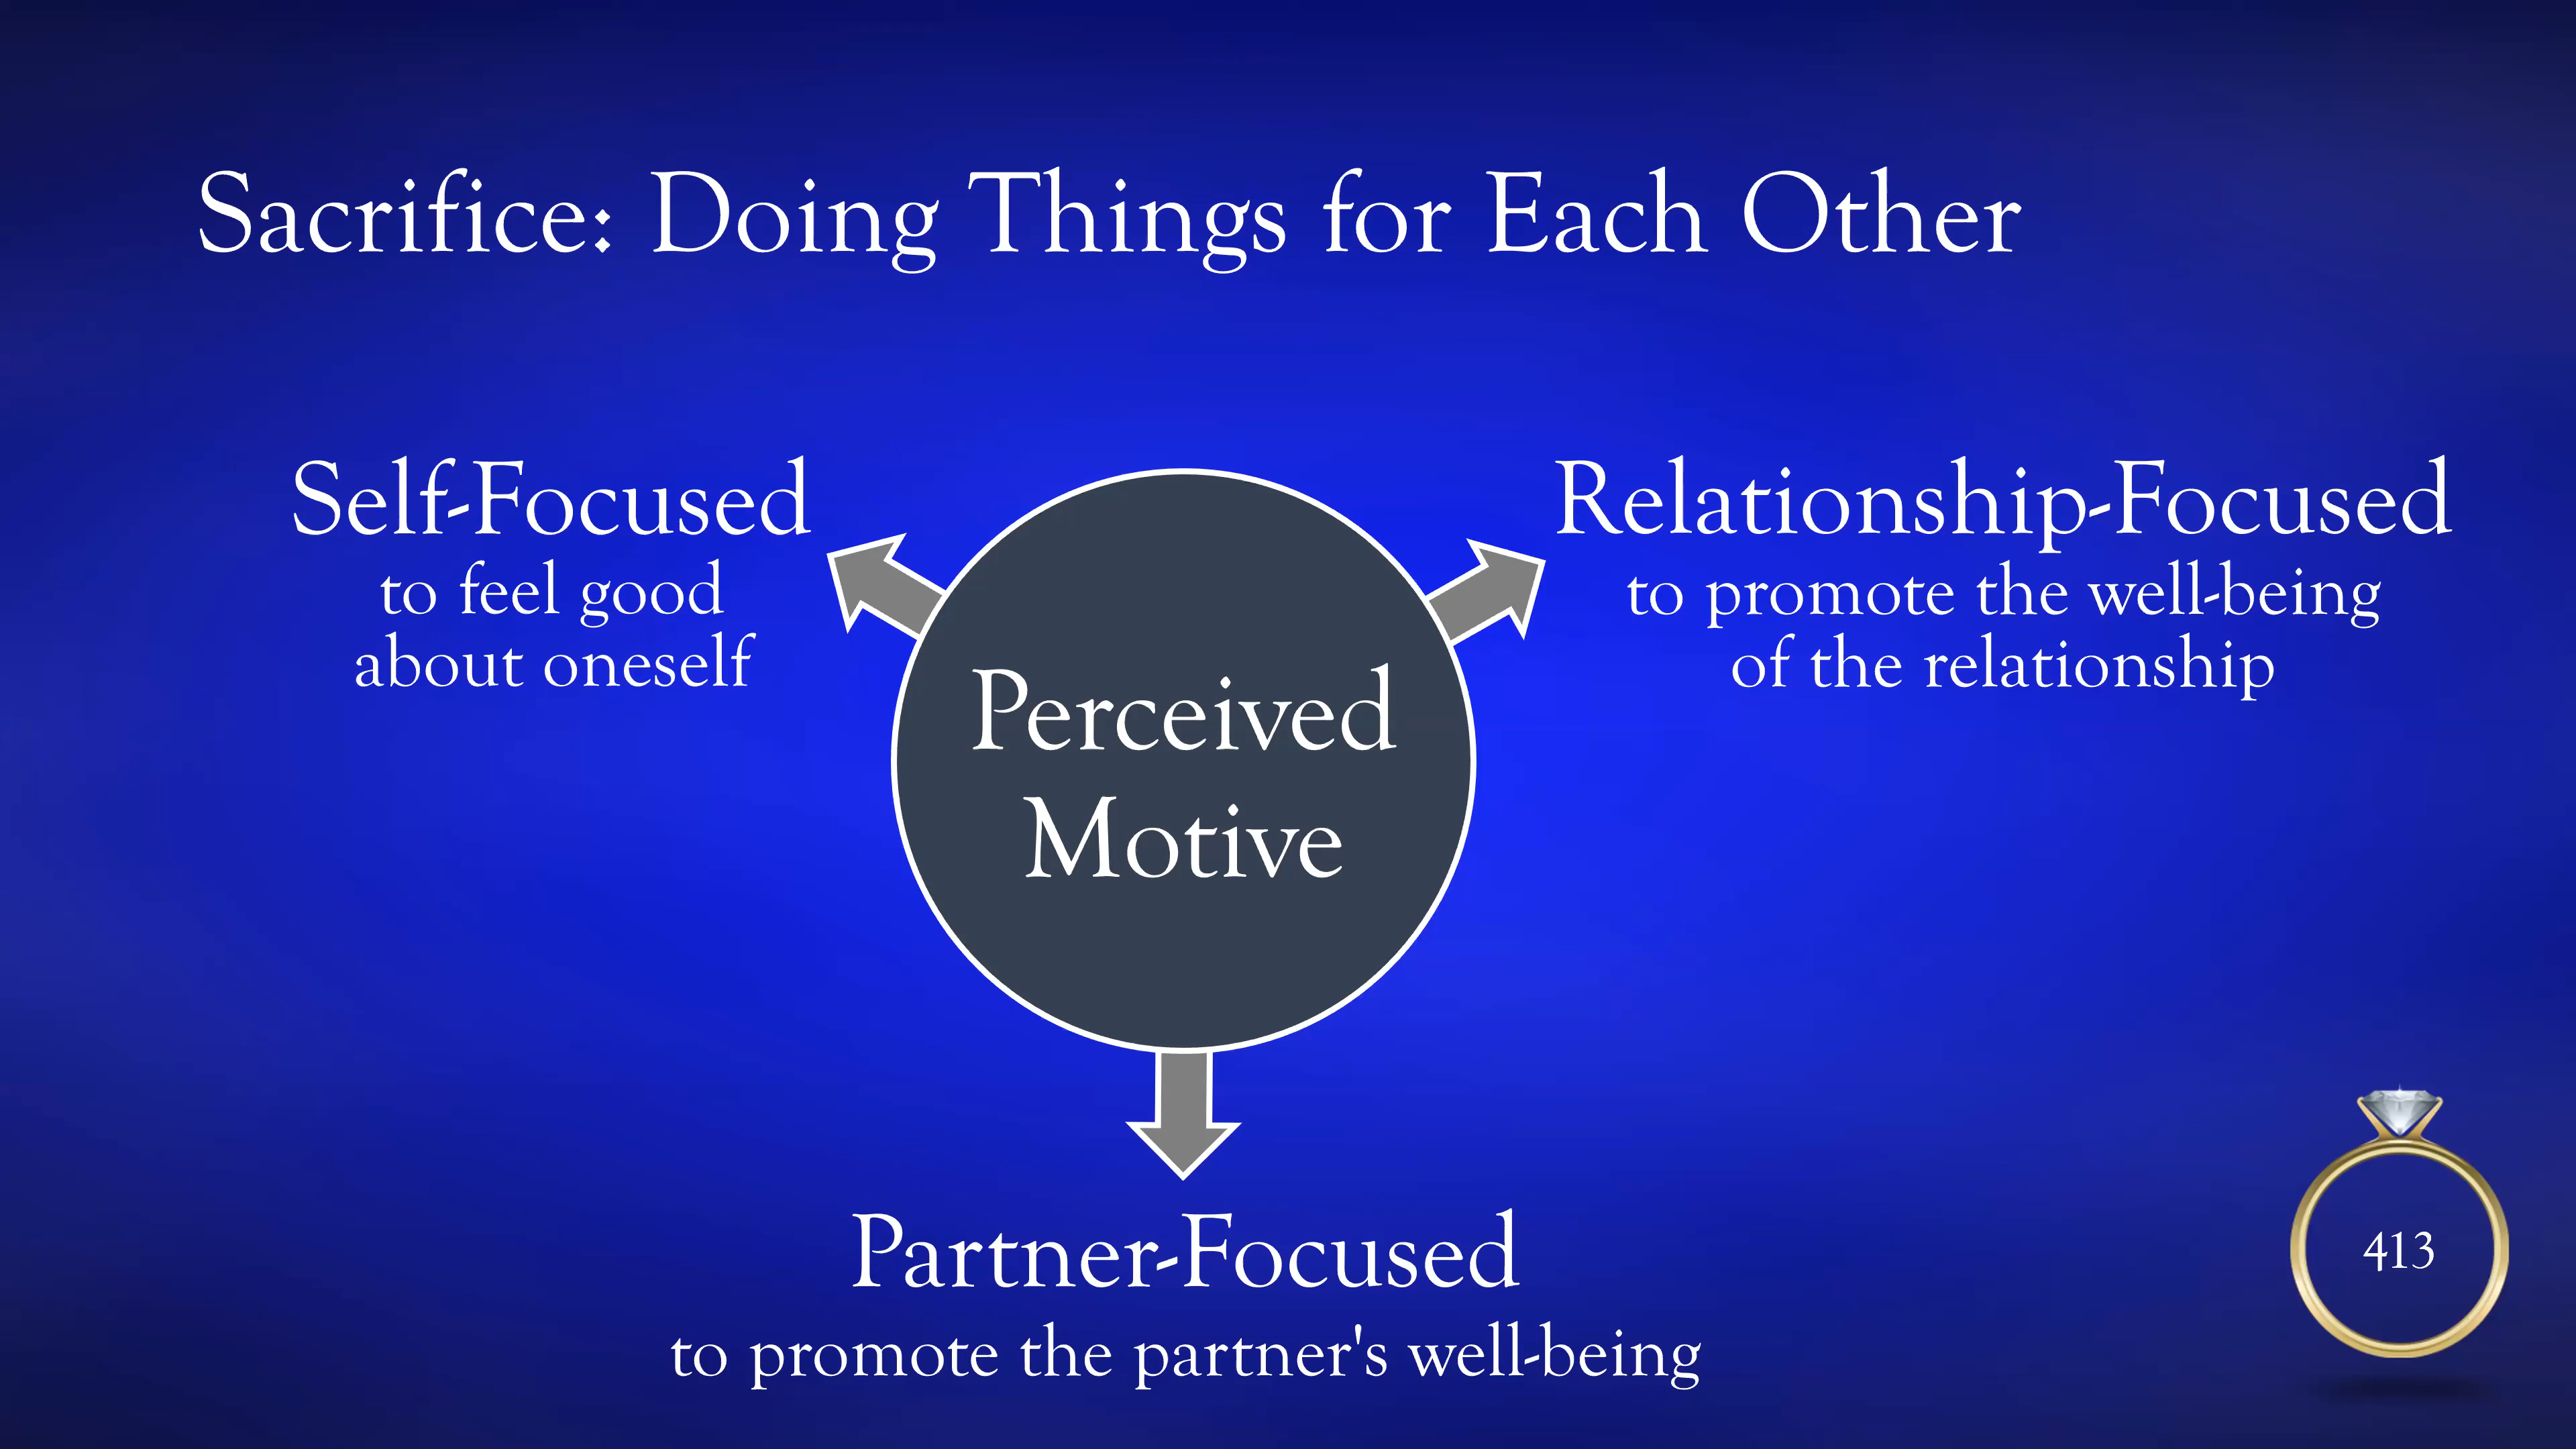 Sacrifice: Doing Things for Each Other
Self-Focused
to feel good
about oneself
Relationship-Focused
to promote the well-being
of the relationship
Perceived
Motive
Partner-Focused
to promote the partner's well-being
413